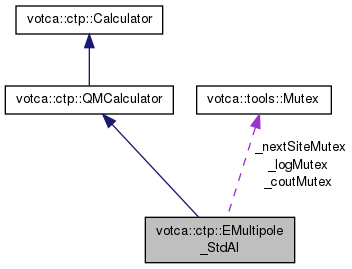 votca::ctp::Calculator
votca::ctp::QMCalculator
votca::tools::Mutex
_nextSiteMutex
_logMutex
_coutMutex
votca::ctp::EMultipole
_StdAl